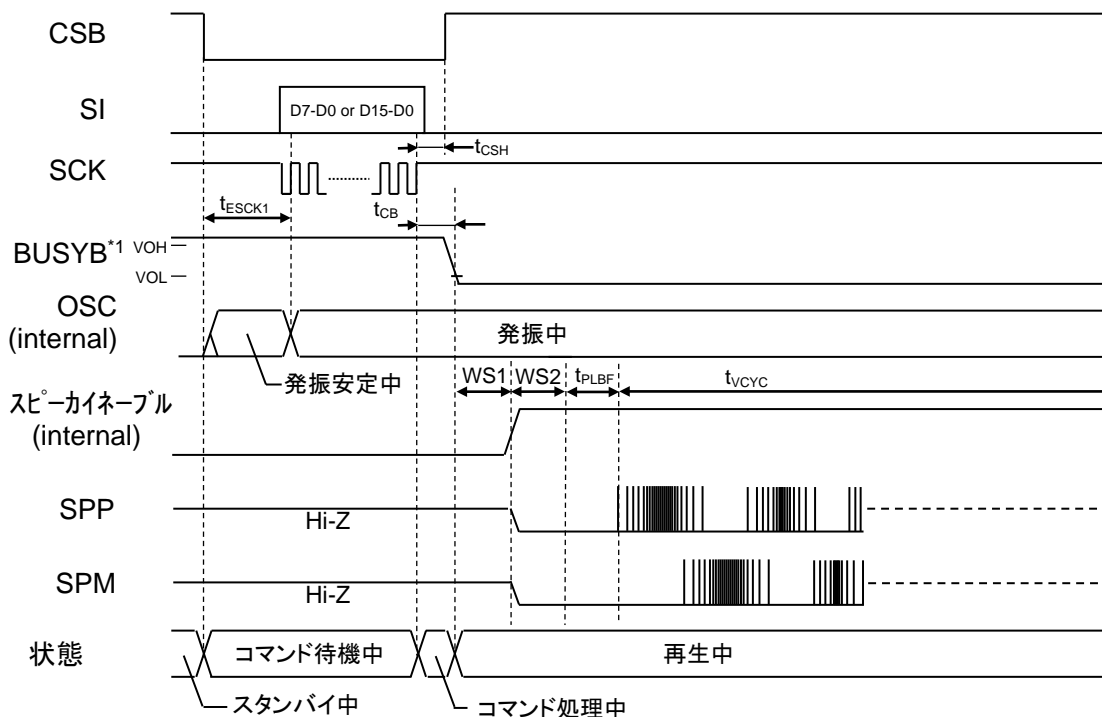 CSB
SI
D7-D0 or D15-D0
tCSH
SCK
tESCK1
tCB
BUSYB*1
VOH
VOL
OSC
(internal)
発振中
発振安定中
WS1
WS2
tPLBF
tVCYC
スピーカイネーブル
(internal)
SPP
Hi-Z
SPM
Hi-Z
状態
コマンド待機中
再生中
スタンバイ中
コマンド処理中